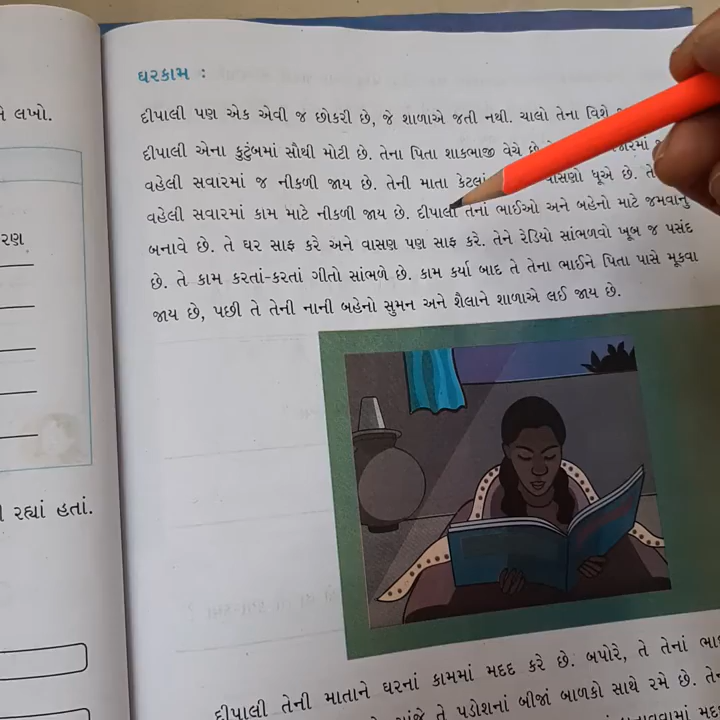 ને લખો.
રણ
રહ્યાં હતાં.
ઘરકામ :
દીપાલી પણ એક એવી જ છોકરી છે, જે શાળાએ જતી નથી. ચાલો તેના વિશે
દીપાલી એના કુટુંબમાં સૌથી મોટી છે. તેના પિતા શાકભાજી વેચે છે
વહેલી સવારમાં જ નીકળી જાય છે. તેની માતા કેટલાં વાસણો ધૂએ છે.
વહેલી સવારમાં કામ માટે નીકળી જાય છે. દીપાલી તેનાં ભાઈઓ અને બહેનો માટે જમવાનું
બનાવે છે. તે ઘર સાફ કરે અને વાસણ પણ સાફ કરે. તેને રેડિયો સાંભળવો ખૂબ જ પસંદ
છે. તે કામ કરતાં-કરતાં ગીતો સાંભળે છે. કામ કર્યા બાદ તે તેના ભાઈને પિતા પાસે મૂકવા
જાય છે, પછી તે તેની નાની બહેનો સુમન અને શૈલાને શાળાએ લઈ જાય છે.
દીપાલી તેની માતાને ઘરનાં કામમાં મદદ કરે છે. બપોરે, તે તેનાં
તે પડોશનાં બીજાં બાળકો સાથે રમે છે.